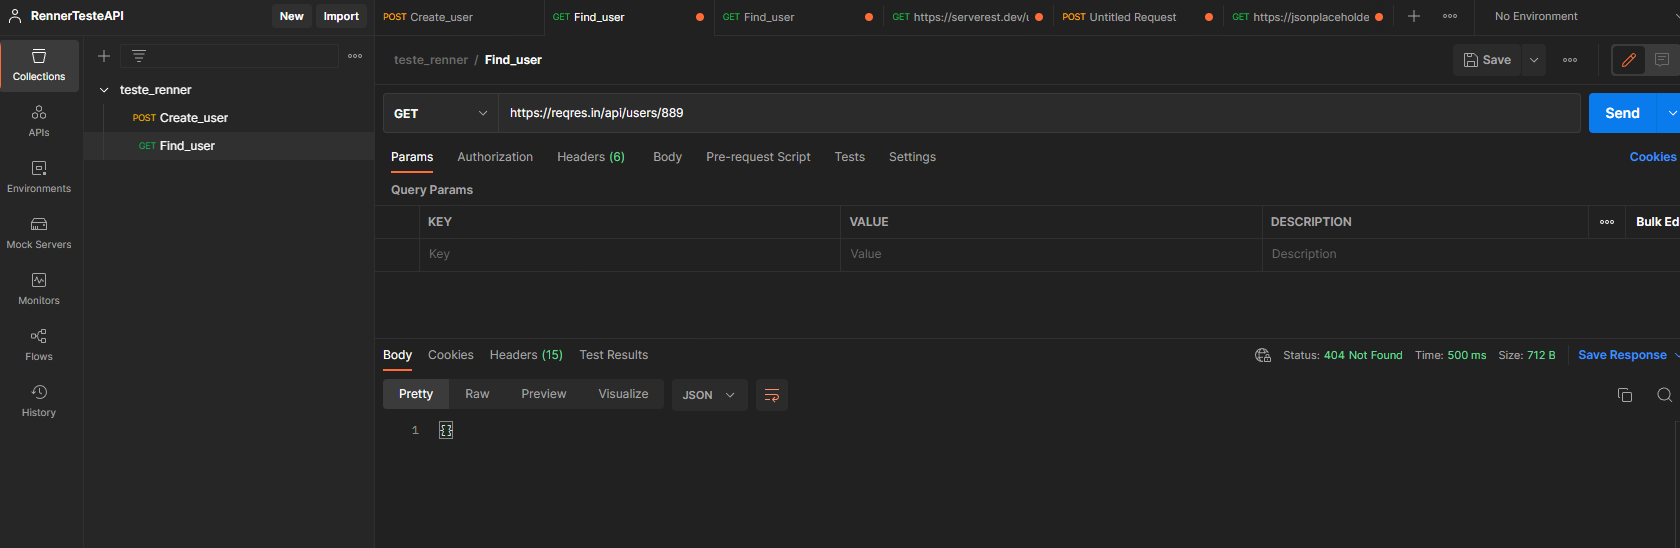 RennerTesteAPI New Import
POST Create_user GET Find_user GET Find_user GET https://serverest.dev/u POST Untitled Request GET https://jsonplaceholde No Environment
Collections
APIs
Environments
Mock Servers
Monitors
Flows
History
teste_renner
POST Create_user
GET Find_user
teste_renner / Find_user Save
GET https://reqres.in/api/users/889 Send
Params Authorization Headers (6) Body Pre-request Script Tests Settings Cookies
Query Params
KEY VALUE DESCRIPTION Bulk Ed
Key Value Description
Body Cookies Headers (15) Test Results Status: 404 Not Found Time: 500 ms Size: 712 B Save Response
Pretty Raw Preview Visualize JSON
1 {}